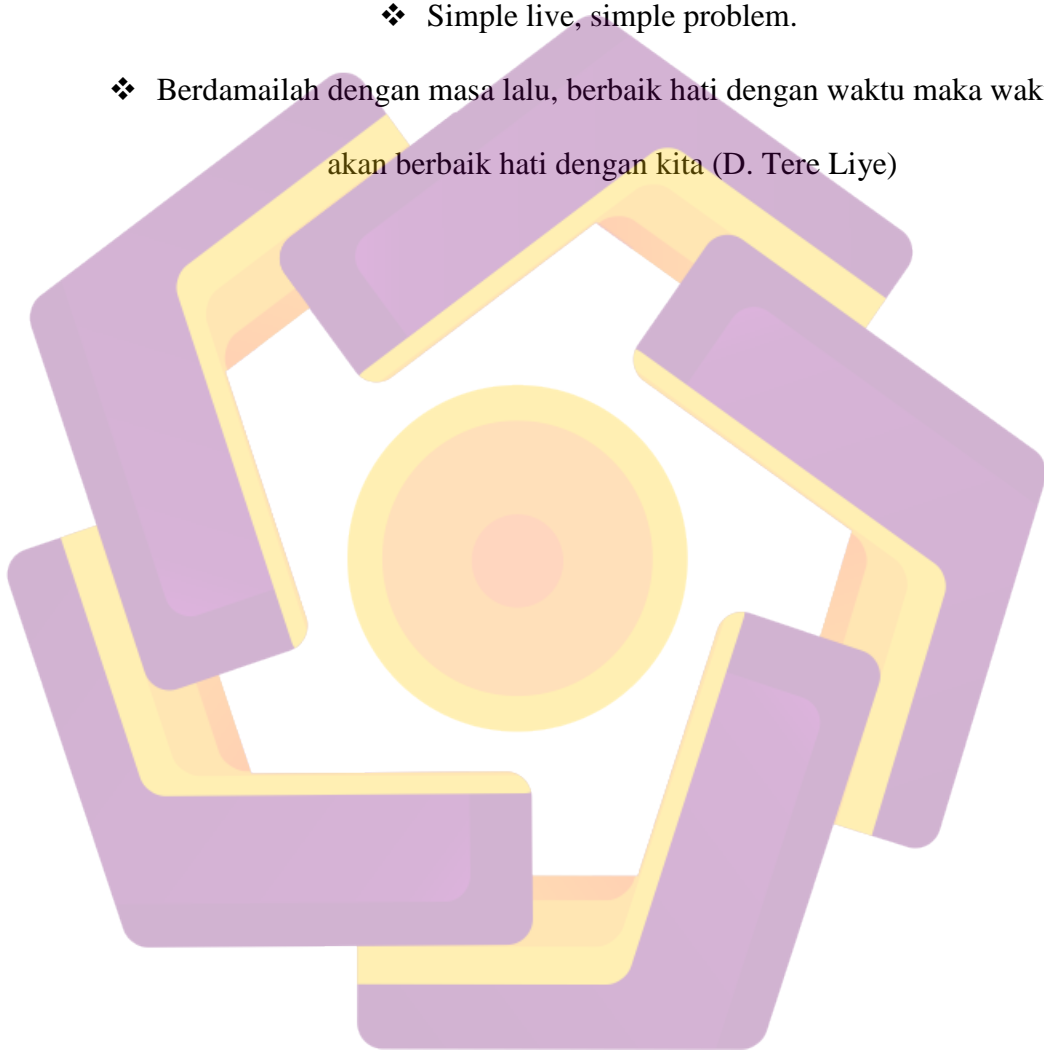 ❖ Simple live, simple problem.
❖ Berdamailah dengan masa lalu, berbaik hati dengan waktu maka wak
akan berbaik hati dengan kita (D. Tere Liye)